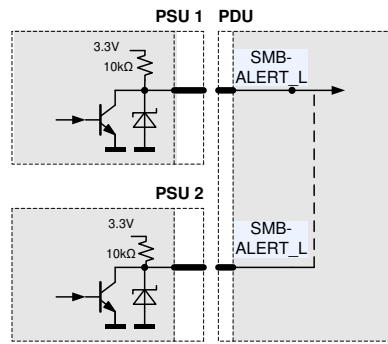 PSU 1 PDU
3.3V
10kΩ
SMB-
ALERT_L
PSU 2
3.3V
10kΩ
SMB-
ALERT_L